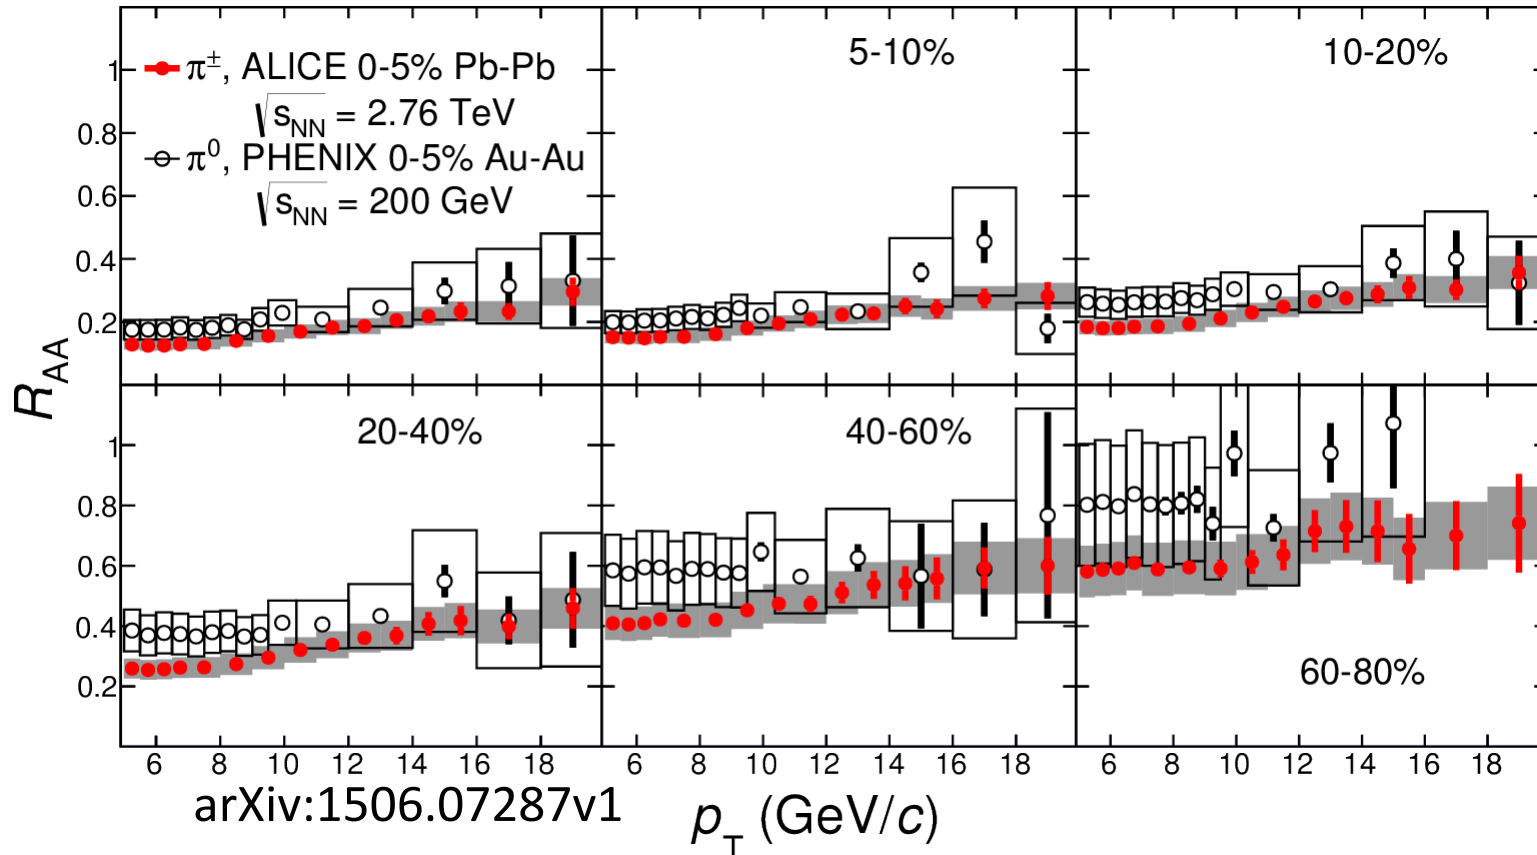 π±, ALICE 0-5% Pb-Pb
√sNN = 2.76 TeV
π0, PHENIX 0-5% Au-Au
√sNN = 200 GeV
5-10%
10-20%
1
0.8
0.6
0.4
0.2
RAA
20-40%
40-60%
60-80%
1
0.8
0.6
0.4
0.2
6 8 10 12 14 16 18
6 8 10 12 14 16 18
6 8 10 12 14 16 18
arXiv:1506.07287v1
pT (GeV/c)